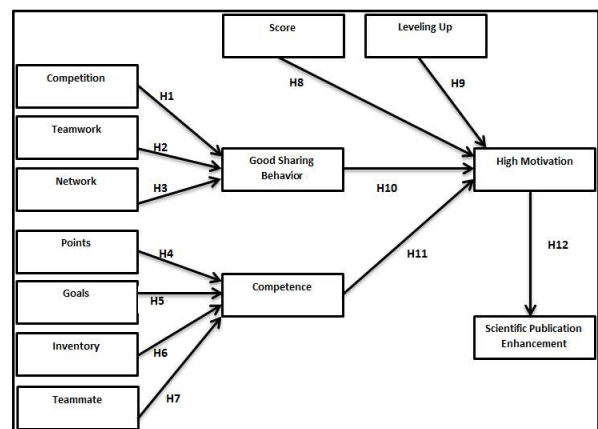 Score
Leveling Up
Competition
H1
H8
H9
Teamwork
H2
Good Sharing
Behavior
High Motivation
Network
H3
H10
Points
H4
H11
H12
Goals
H5
Competence
Inventory
H6
Scientific Publication
Enhancement
Teammate
H7